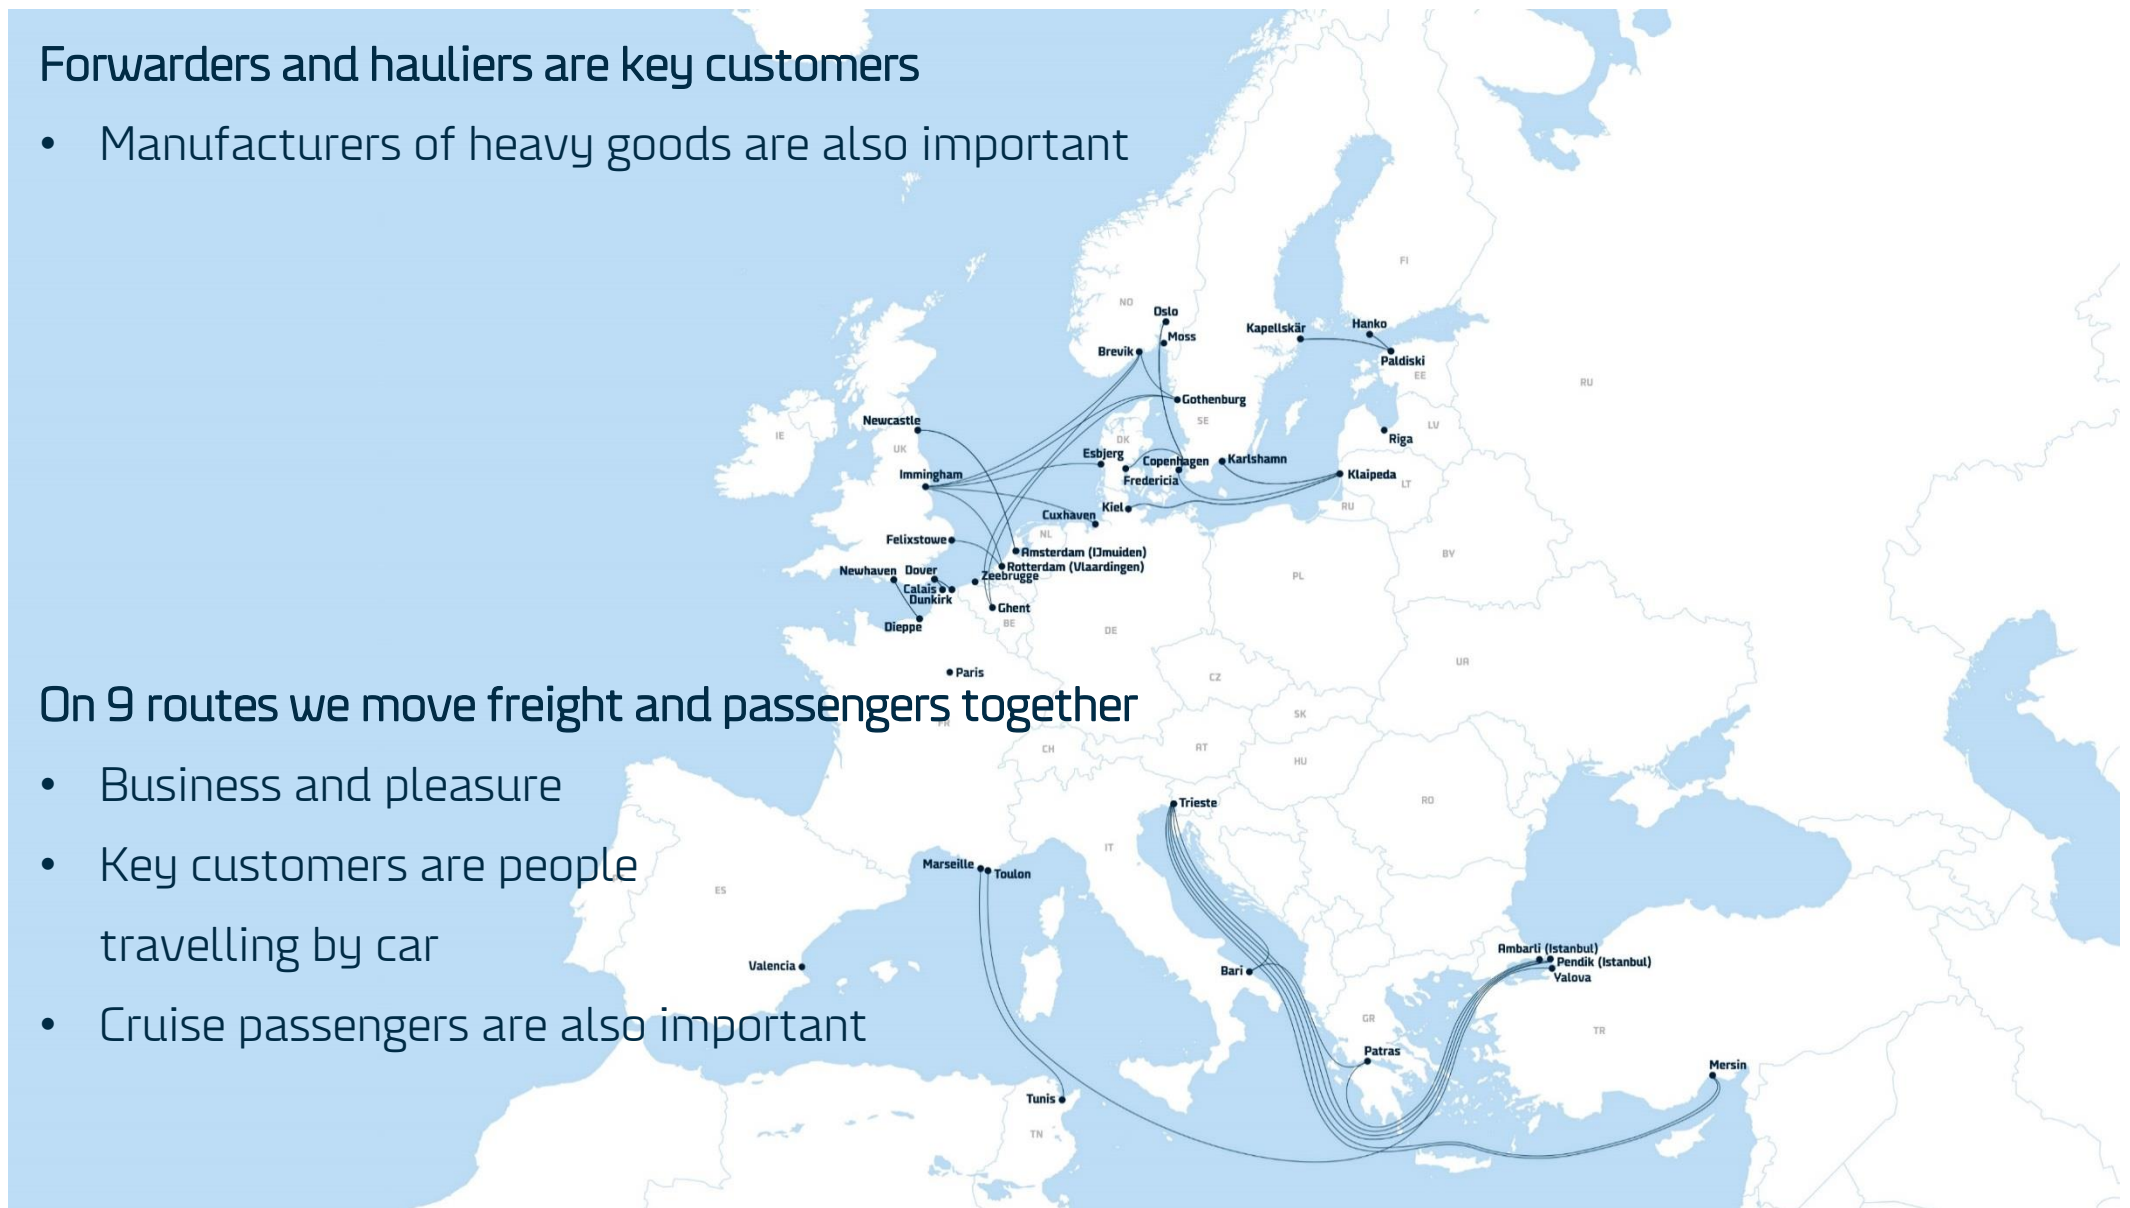 Forwarders and hauliers are key customers
• Manufacturers of heavy goods are also important
FI
NO
Oslo
Moss
Brevik
Kapellskär
Hanko
Paldiski
EE
RU
Gothenburg
SE
Newcastle
IE
UK
DK
LV
Riga
Esbjerg
Copenhagen
Karlshamn
Fredericia
Immingham
Klaipeda
LT
RU
Kiel
Cuxhaven
NL
Felixstowe
Amsterdam (IJmuiden)
Rotterdam (Vlaardingen)
BY
PL
Newhaven
Dover
Zeebrugge
Calais
Dunkirk
Ghent
BE
Dieppe
DE
UA
Paris
CZ
On 9 routes we move freight and passengers together
FR
SK
CH
AT
HU
• Business and pleasure
RO
Trieste
IT
• Key customers are people
travelling by car
Marseille
Toulon
ES
Valencia
Bari
Ambarli (Istanbul)
Pendik (Istanbul)
Yalova
• Cruise passengers are also important
GR
TR
Patras
Mersin
Tunis
TN